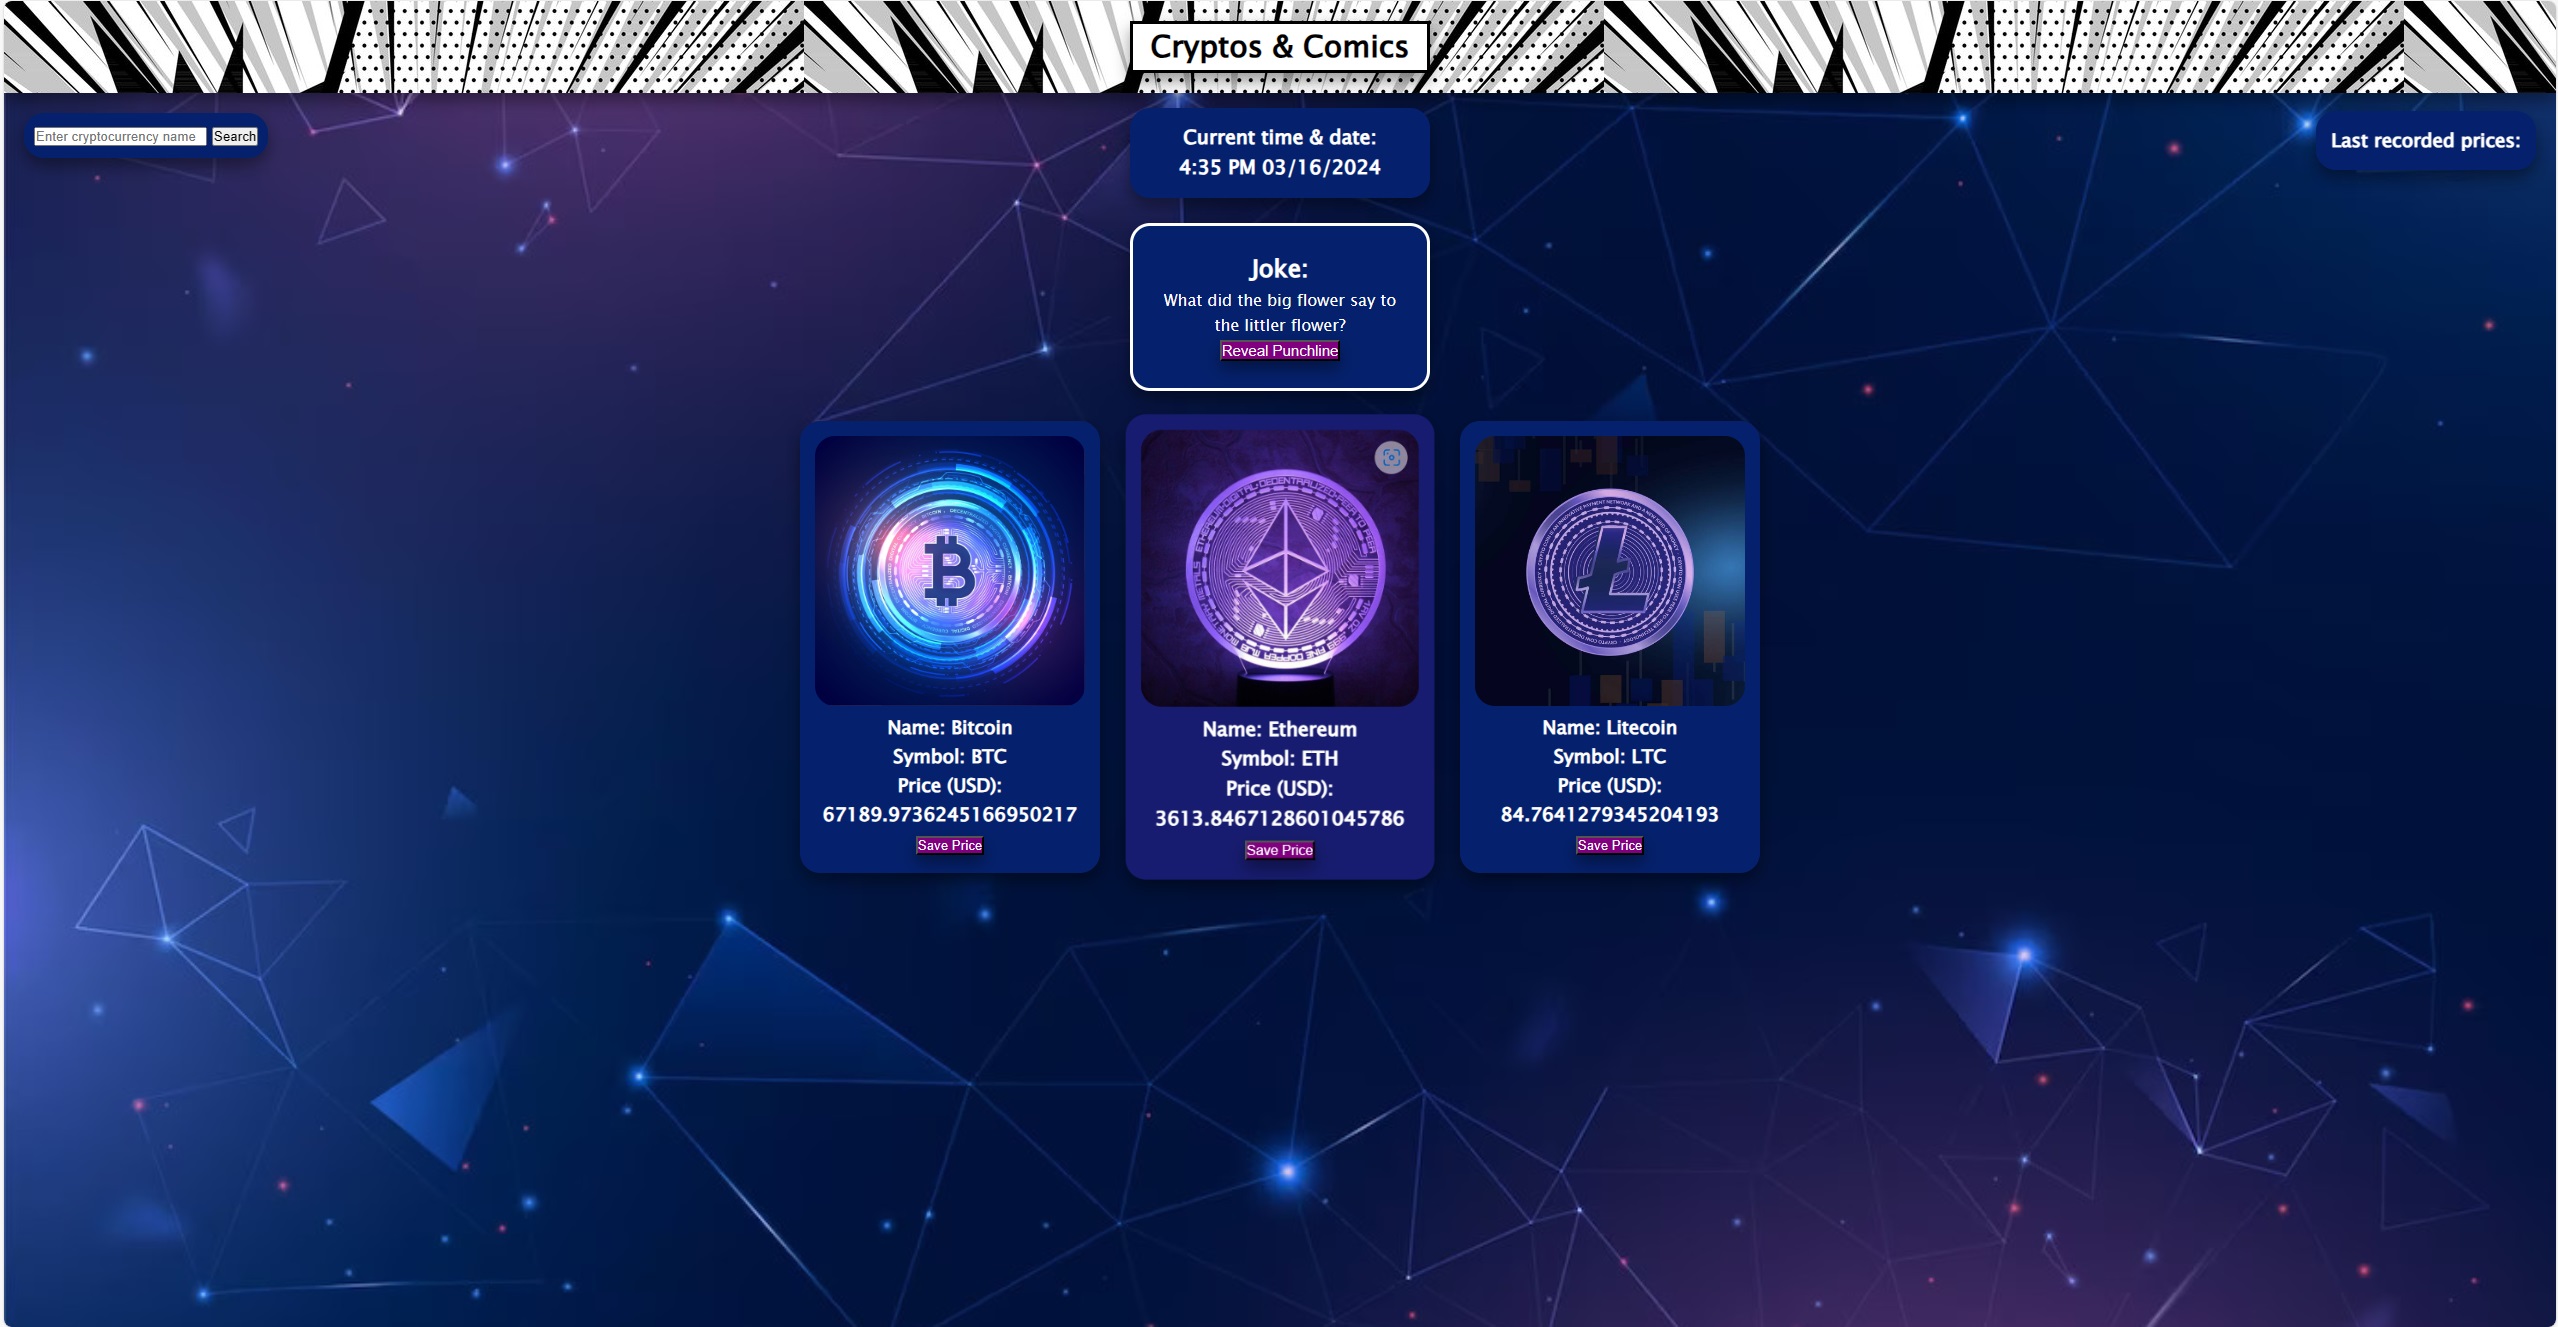 Cryptos & Comics
Enter cryptocurrency name Search
Current time & date:
4:35 PM 03/16/2024
Last recorded prices:
Joke:
What did the big flower say to
the littler flower?
Reveal Punchline
Name: Bitcoin
Symbol: BTC
Price (USD):
67189.9736245166950217
Save Price
Name: Ethereum
Symbol: ETH
Price (USD):
3613.8467128601045786
Save Price
Name: Litecoin
Symbol: LTC
Price (USD):
84.7641279345204193
Save Price